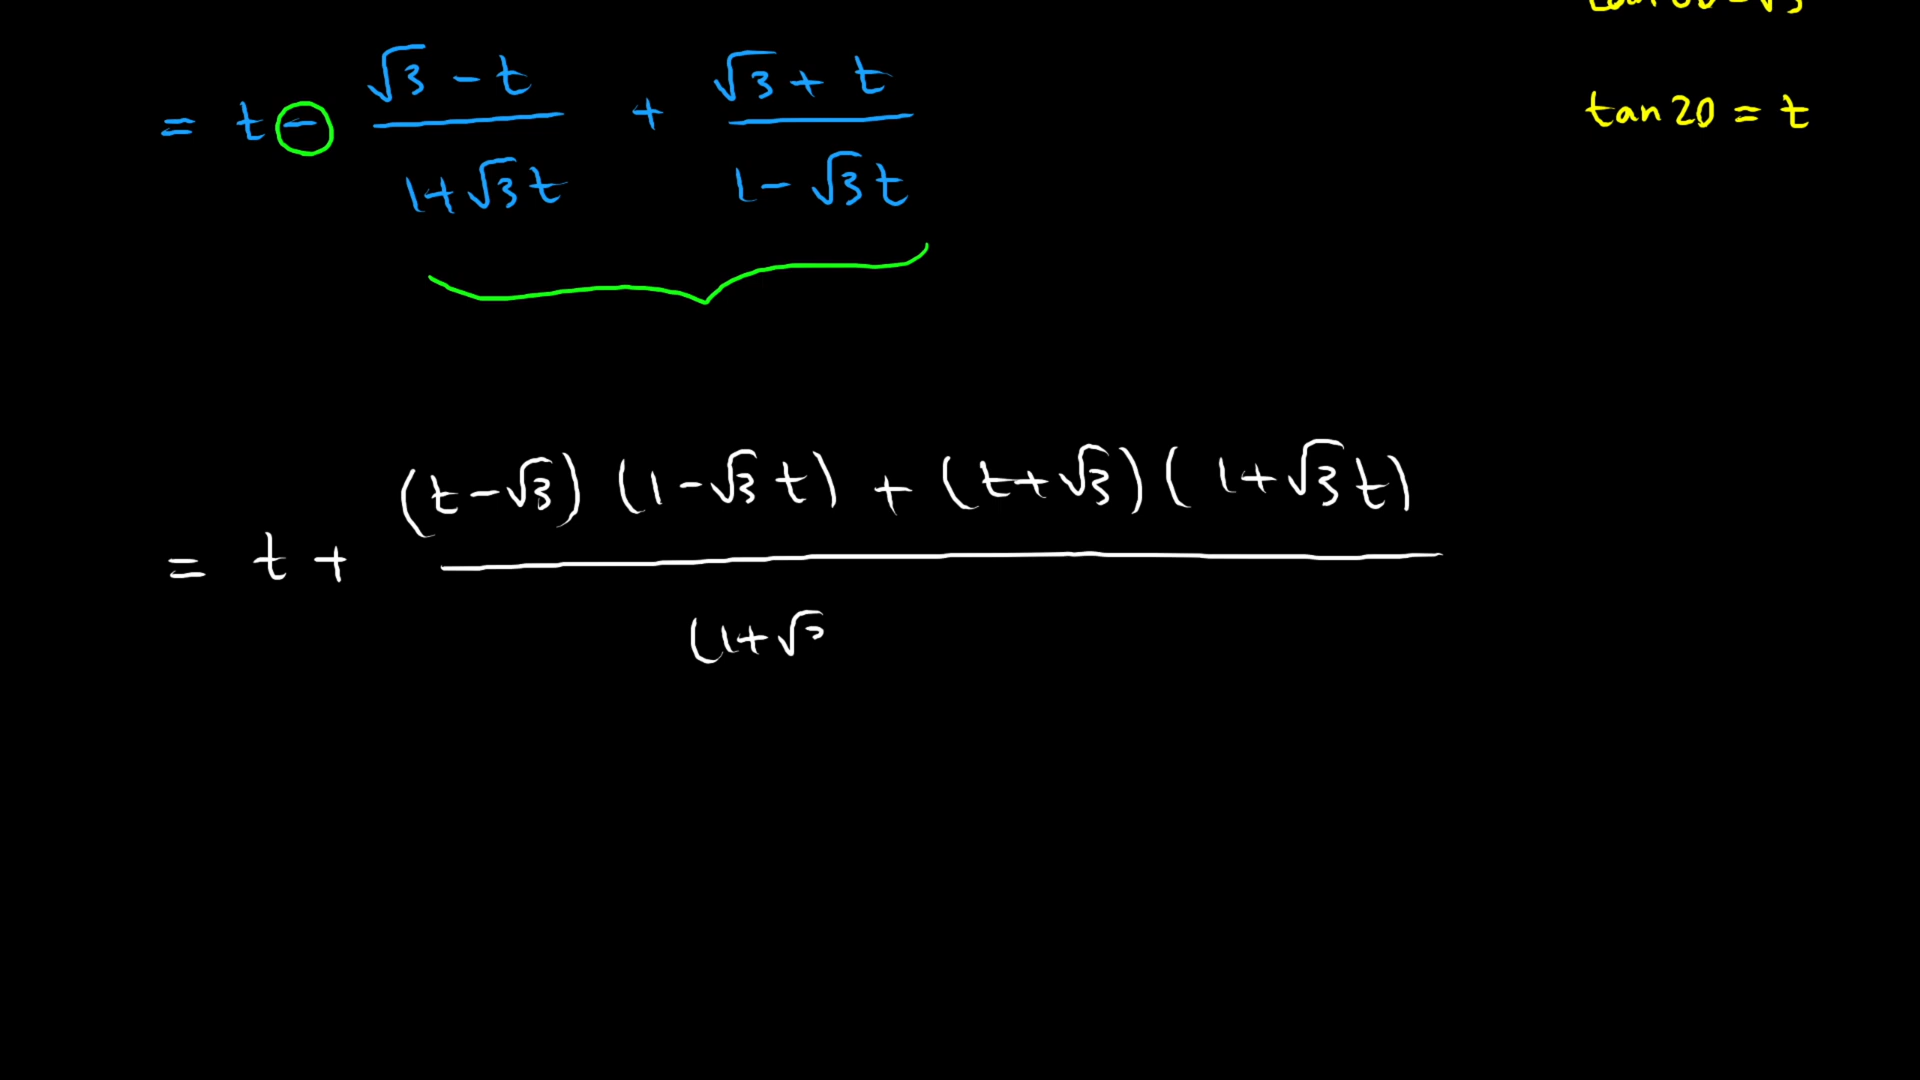 = t - (√3 - t)/(1+√3t) + (√3 + t)/(1 - √3t)
tan 20 = t
= t + ((t-√3)(1-√3t) + (t+√3)(1+√3t))/
(1+√